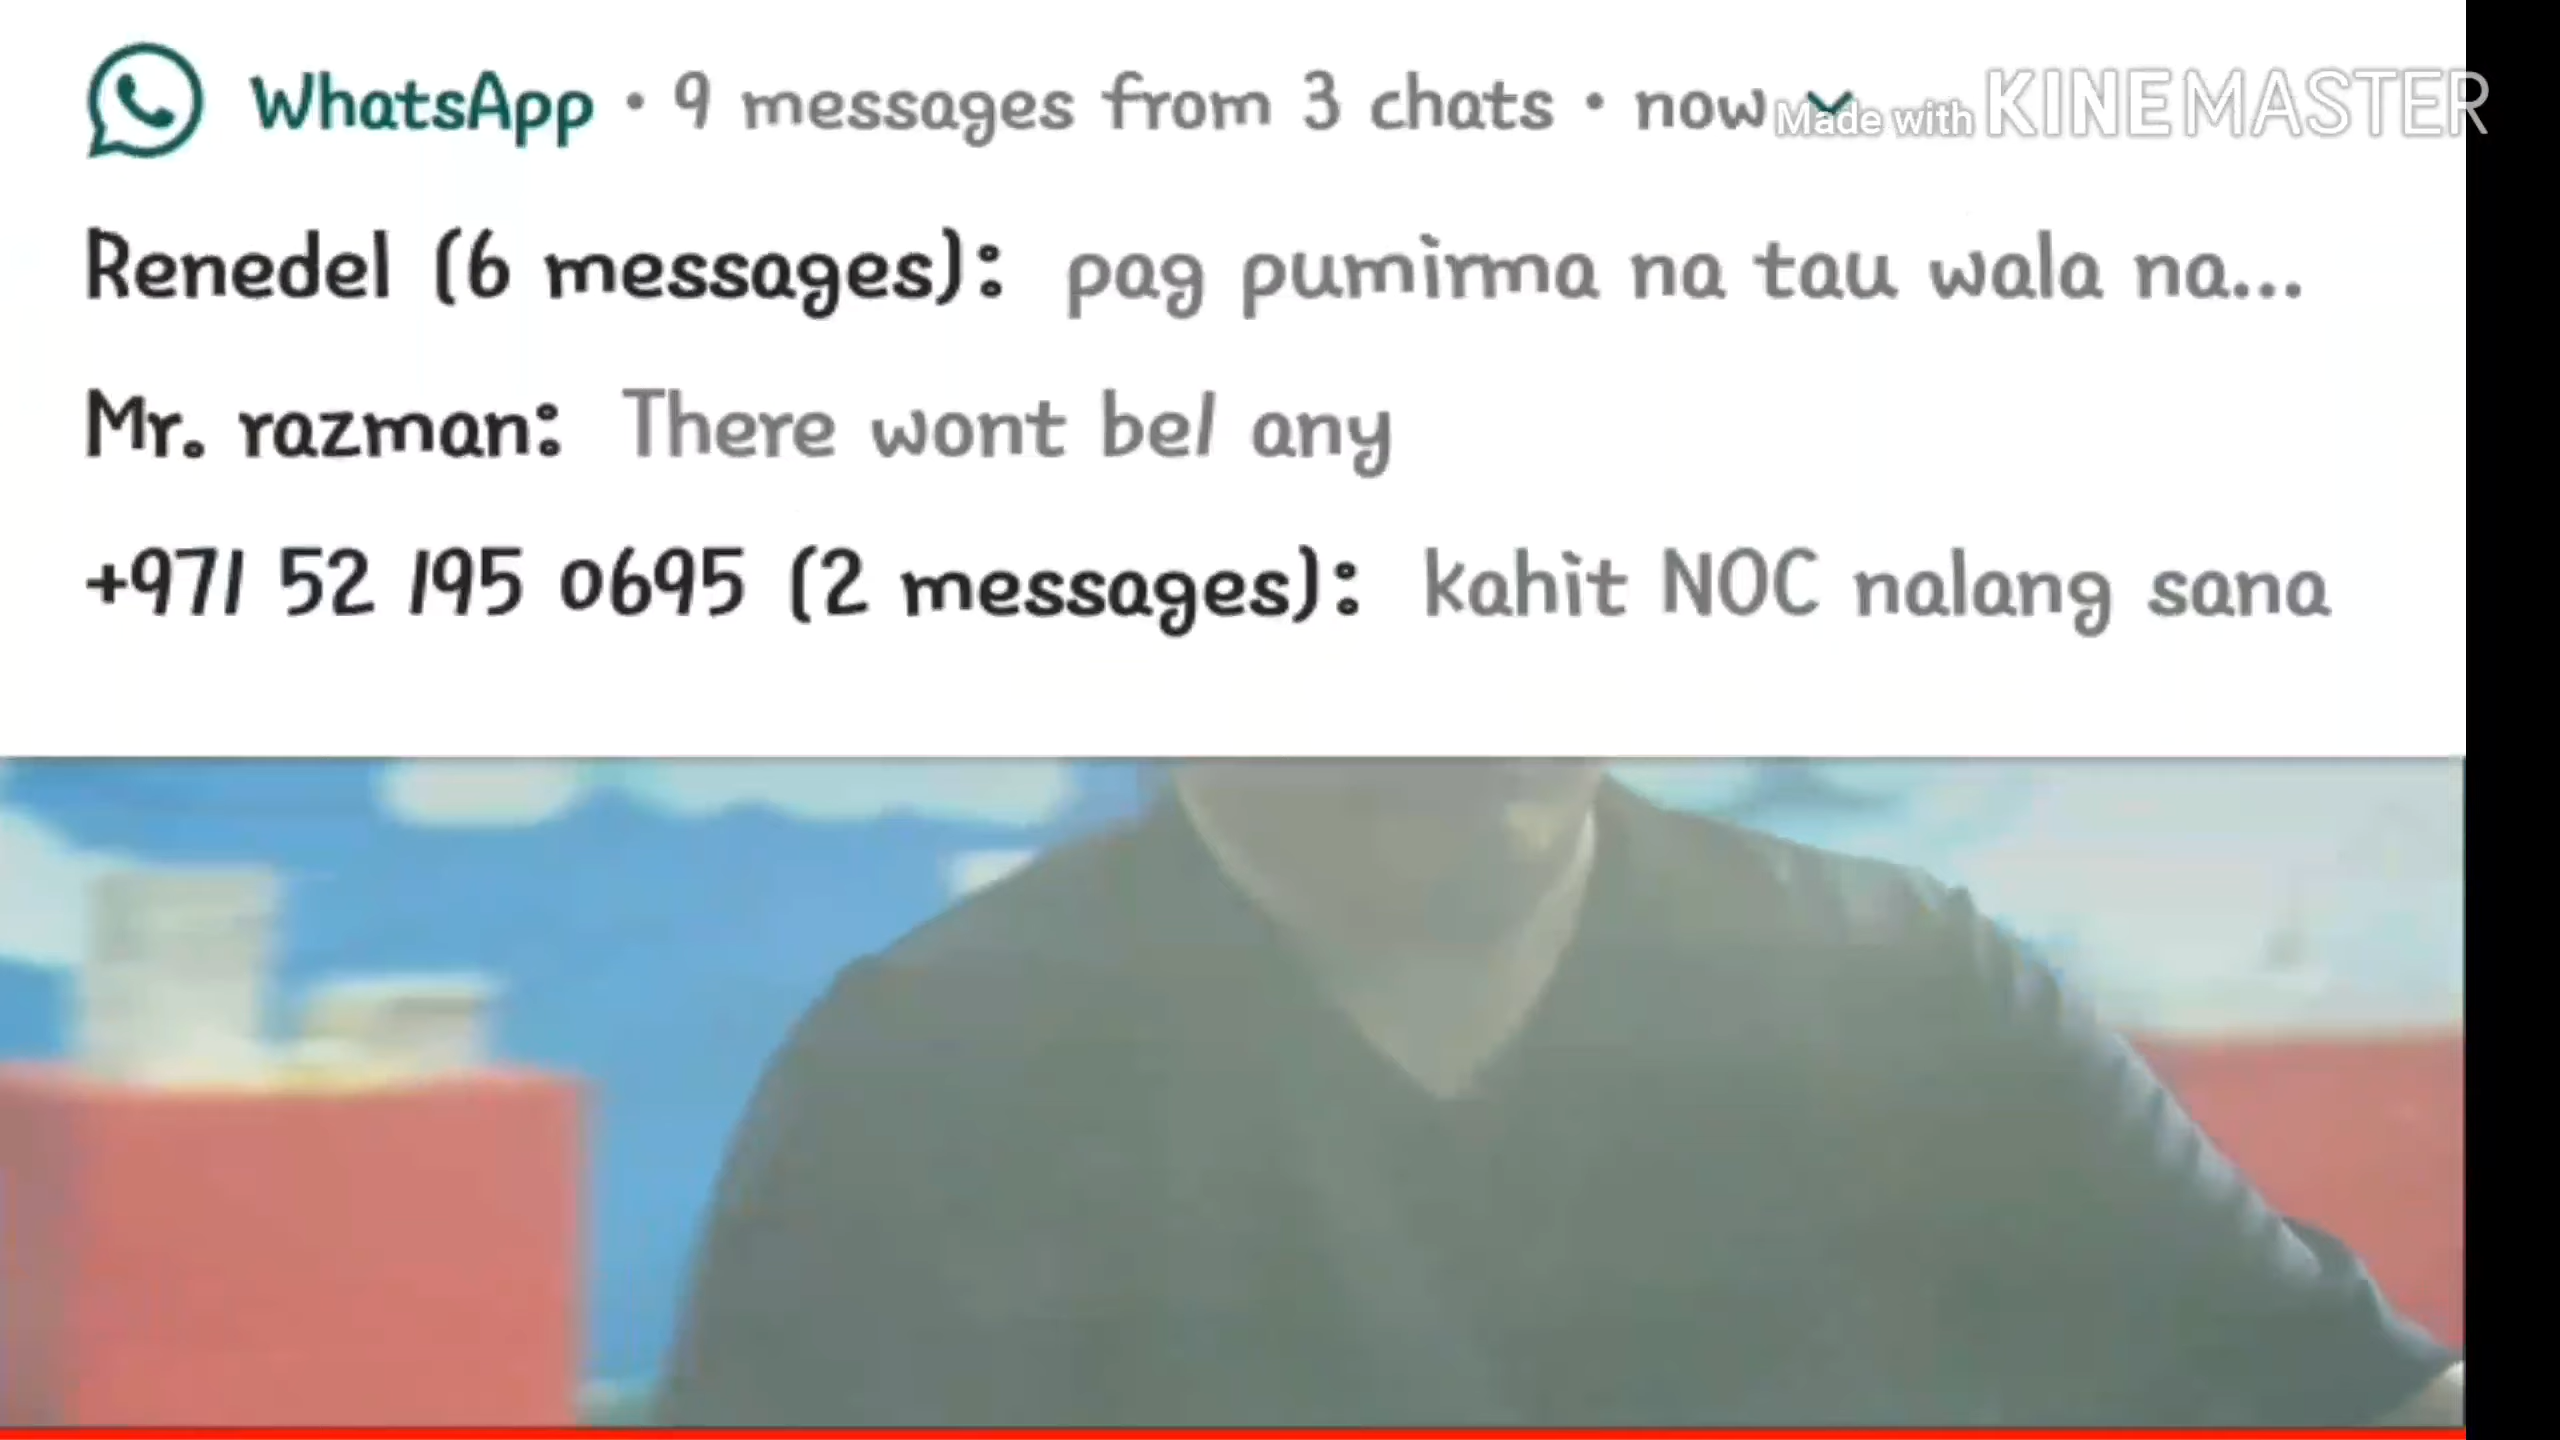 WhatsApp • 9 messages from 3 chats • now
Made with KINEMASTER
Renedel (6 messages): pag pumirma na tau wala na...
Mr. razman: There wont bel any
+971 52 195 0695 (2 messages): kahit NOC nalang sana